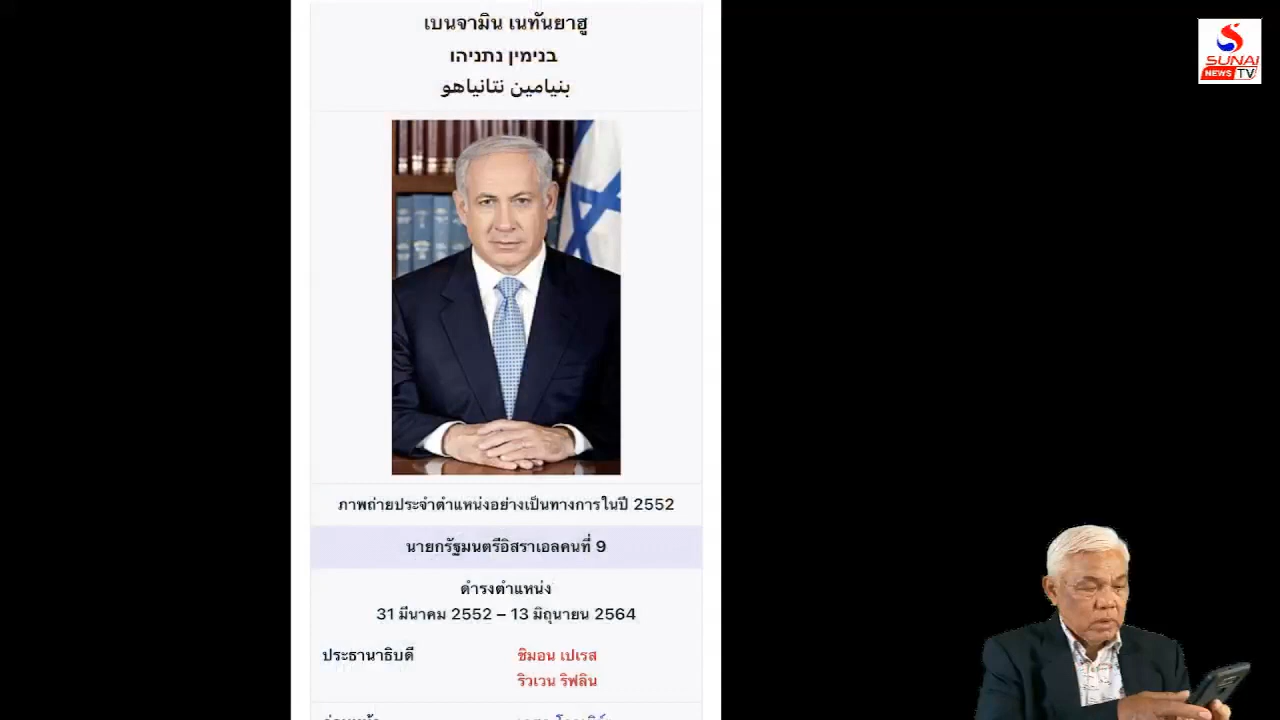 เบนจามิน เนทันยาฮู
בנימין נתניהו
بنيامين نتانياهو
SUNAI
NEWS TV
ภาพถ่ายประจำตำแหน่งอย่างเป็นทางการในปี 2552
นายกรัฐมนตรีอิสราเอลคนที่ 9
ดำรงตำแหน่ง
31 มีนาคม 2552 – 13 มิถุนายน 2564
ประธานาธิบดี ชิมอน เปเรส
ริวเวน ริฟลิน